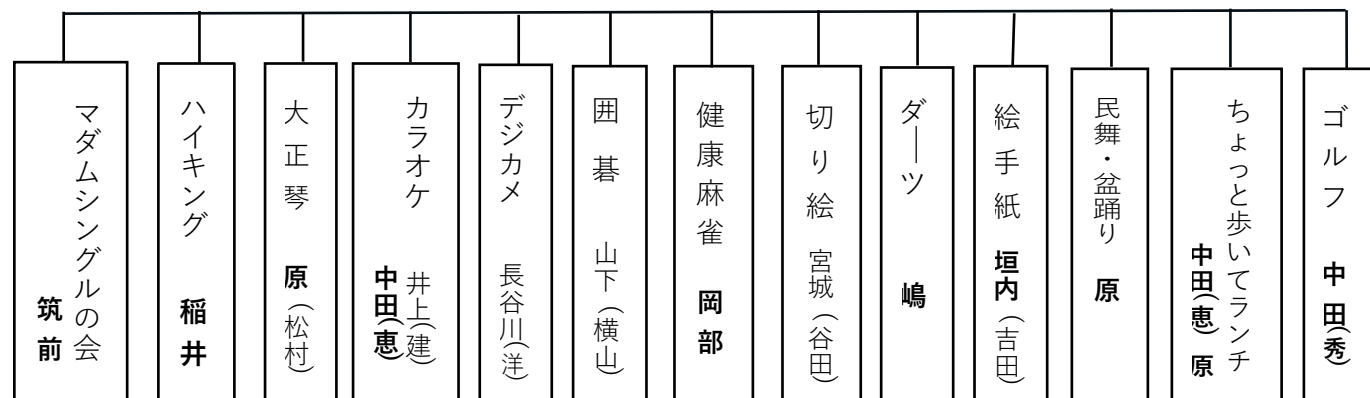 マダムシングルの会
筑前
ハイキング 稲井
大正琴 原（松村）
カラオケ 井上（建）
中田（恵）
デジカメ 長谷川（洋）
囲碁 山下（横山）
健康麻雀 岡部
切り絵 宮城（谷田）
ダーツ 嶋
絵手紙 垣内（吉田）
民舞・盆踊り 原
ちょっと歩いてランチ
中田（恵） 原
ゴルフ 中田（秀）